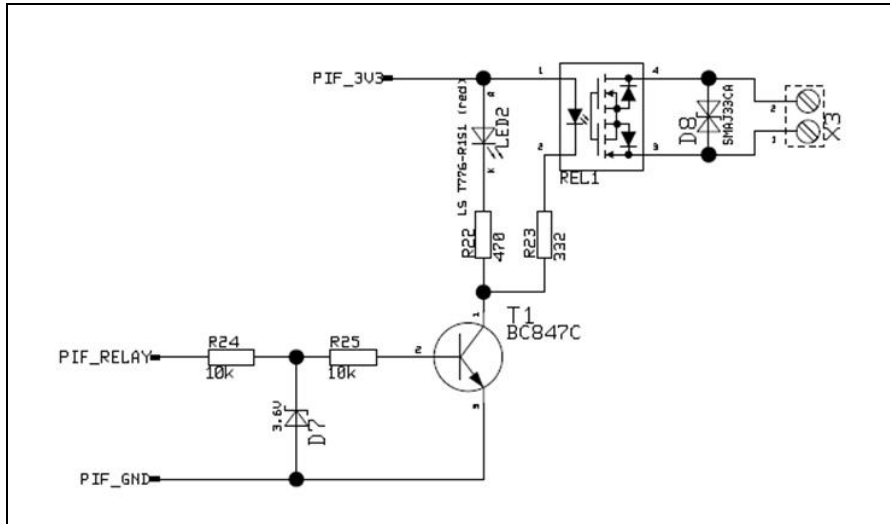 PIF_3V3
1
4
A
LED2
K
LS T776-R1S1 (red)
2
3
REL1
D8
SMAJ33CA
2
1
X3
R22
470
R23
332
1
T1
BC847C
R24
10k
R25
10k
PIF_RELAY
2
3
3.6V
D7
PIF_GND